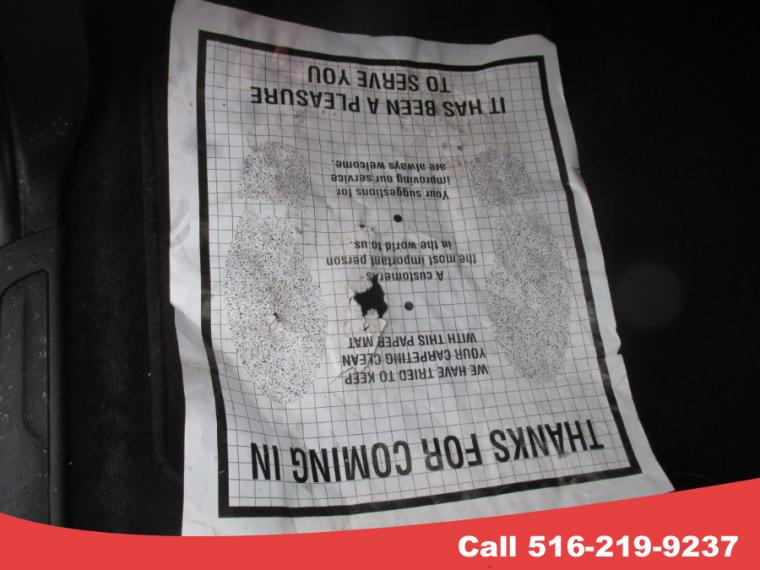 THANKS FOR COMING IN
WE HAVE TRIED TO KEEP
YOUR CARPETING CLEAN
WITH THIS PAPER MAT
A customer is
the most important person
in the world to us.
Your suggestions for
improving our service
are always welcome.
IT HAS BEEN A PLEASURE
TO SERVE YOU
Call 516-219-9237